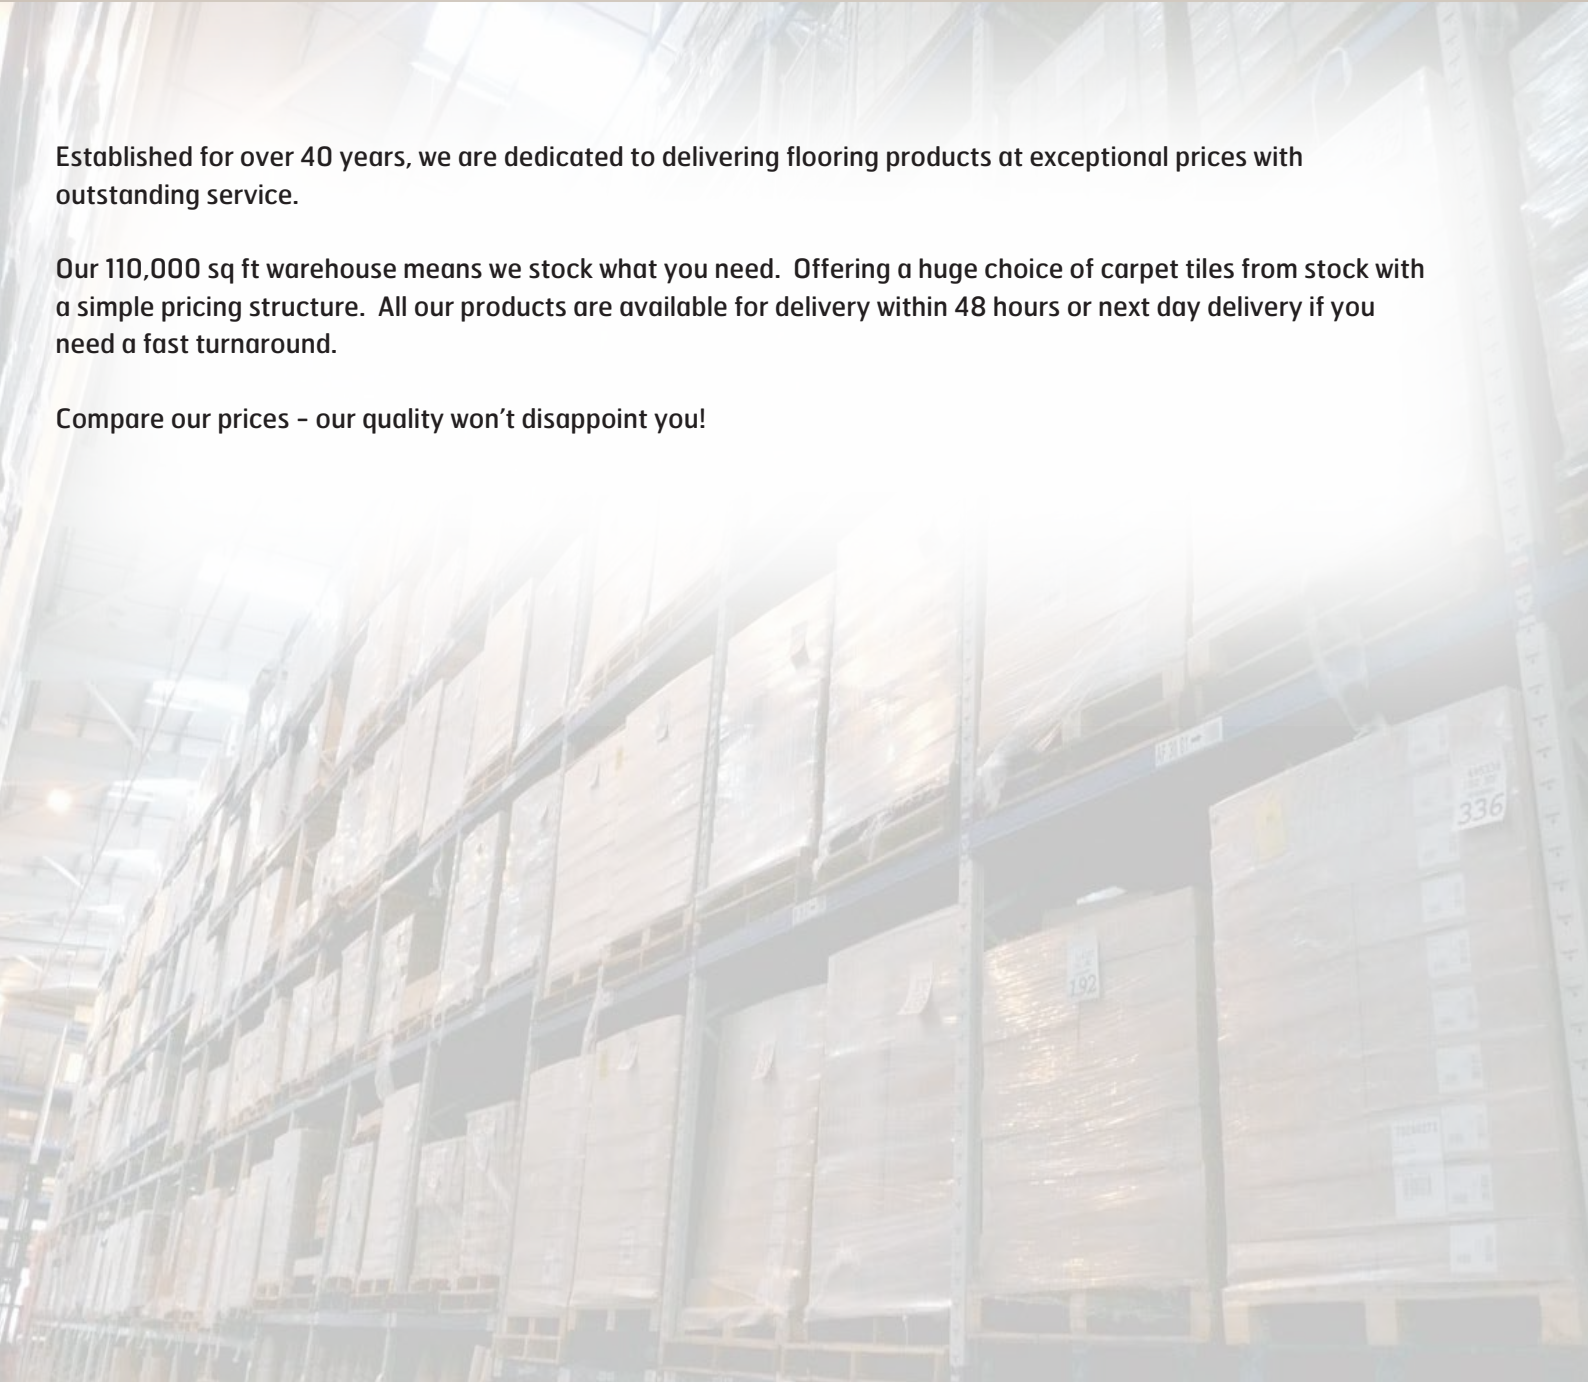 Established for over 40 years, we are dedicated to delivering flooring products at exceptional prices with
outstanding service.
Our 110,000 sq ft warehouse means we stock what you need.  Offering a huge choice of carpet tiles from stock with
a simple pricing structure.  All our products are available for delivery within 48 hours or next day delivery if you
need a fast turnaround.
Compare our prices – our quality won’t disappoint you!
336
192